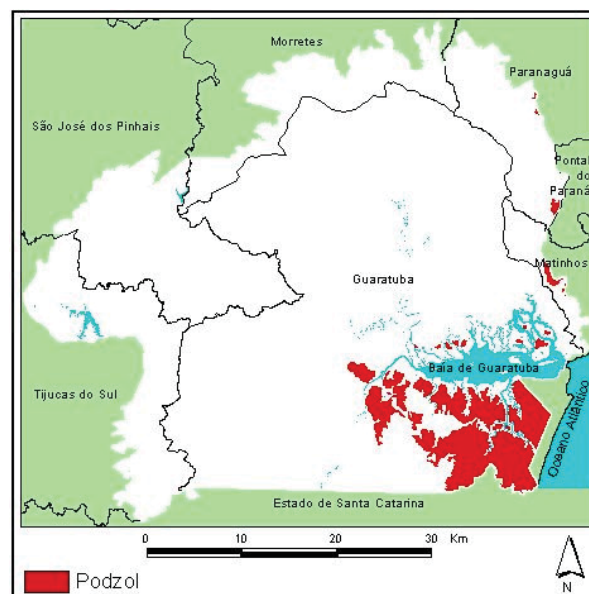 Morretes
Paranaguá
São José dos Pinhais
Pontal
do
Paraná
Matinhos
Guaratuba
Baía de Guaratuba
Tijucas do Sul
Oceano Atlântico
Estado de Santa Catarina
0 10 20 30 Km
Podzol
N